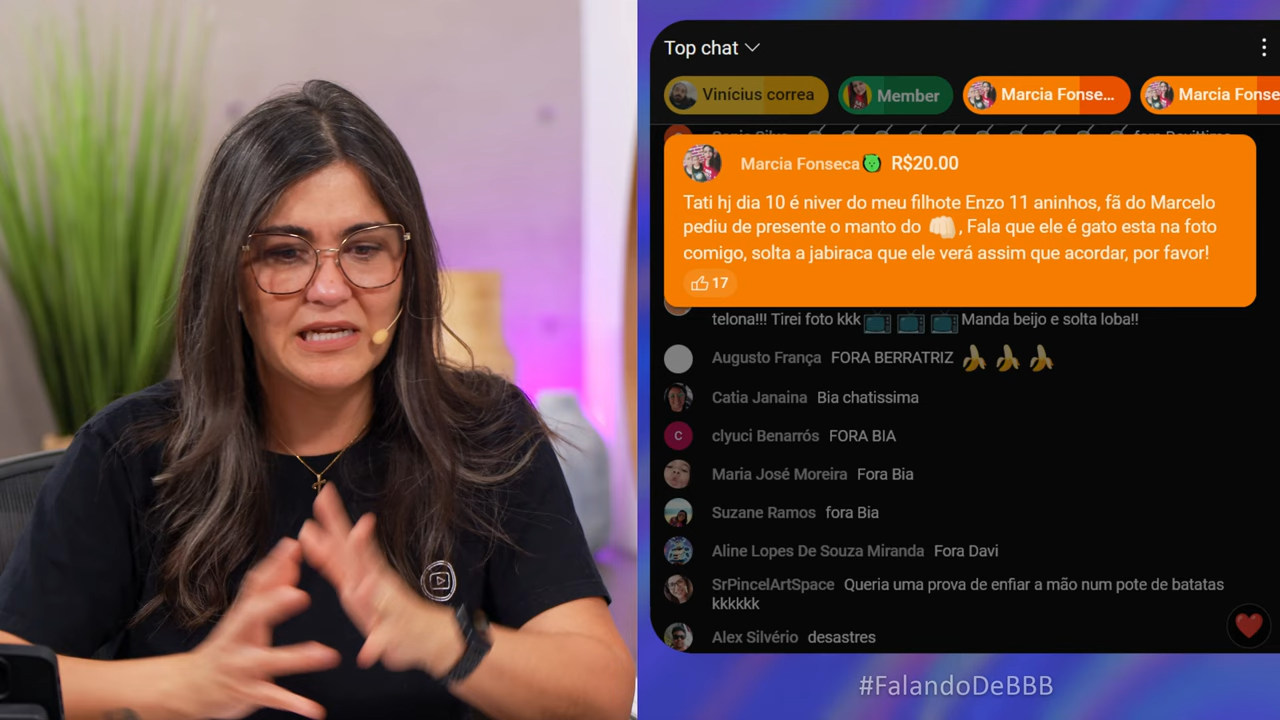 Top chat
Vinícius correa
Member
Marcia Fonse...
Marcia Fonse
Marcia Fonseca R$20.00
Tati hj dia 10 é niver do meu filhote Enzo 11 aninhos, fã do Marcelo
pediu de presente o manto do 👊🏻, Fala que ele é gato esta na foto
comigo, solta a jabiraca que ele verá assim que acordar, por favor!
17
telona!!! Tirei foto kkk📺 📺 📺Manda beijo e solta loba!!
Augusto França FORA BERRATRIZ 🍌 🍌 🍌
Catia Janaina Bia chatissima
C
clyuci Benarrós FORA BIA
Maria José Moreira Fora Bia
Suzane Ramos fora Bia
Aline Lopes De Souza Miranda Fora Davi
SrPincelArtSpace Queria uma prova de enfiar a mão num pote de batatas
kkkkkk
Alex Silvério desastres
#FalandoDeBBB